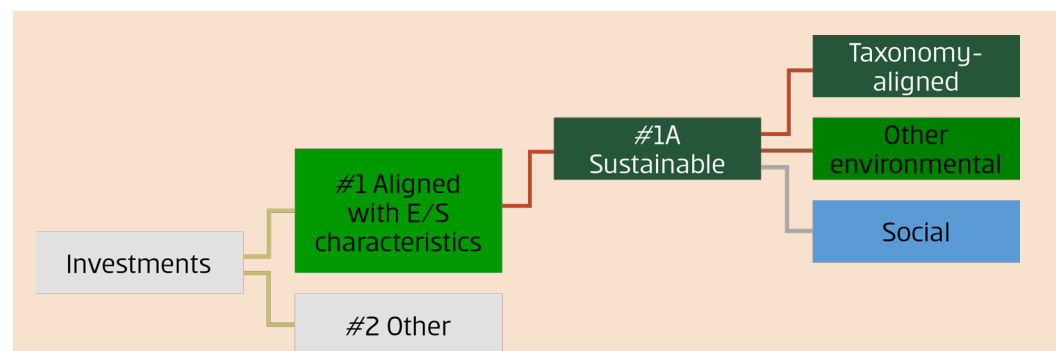 Taxonomy-
aligned
#1A
Sustainable
Other
environmental
#1 Aligned
with E/S
characteristics
Social
Investments
#2 Other